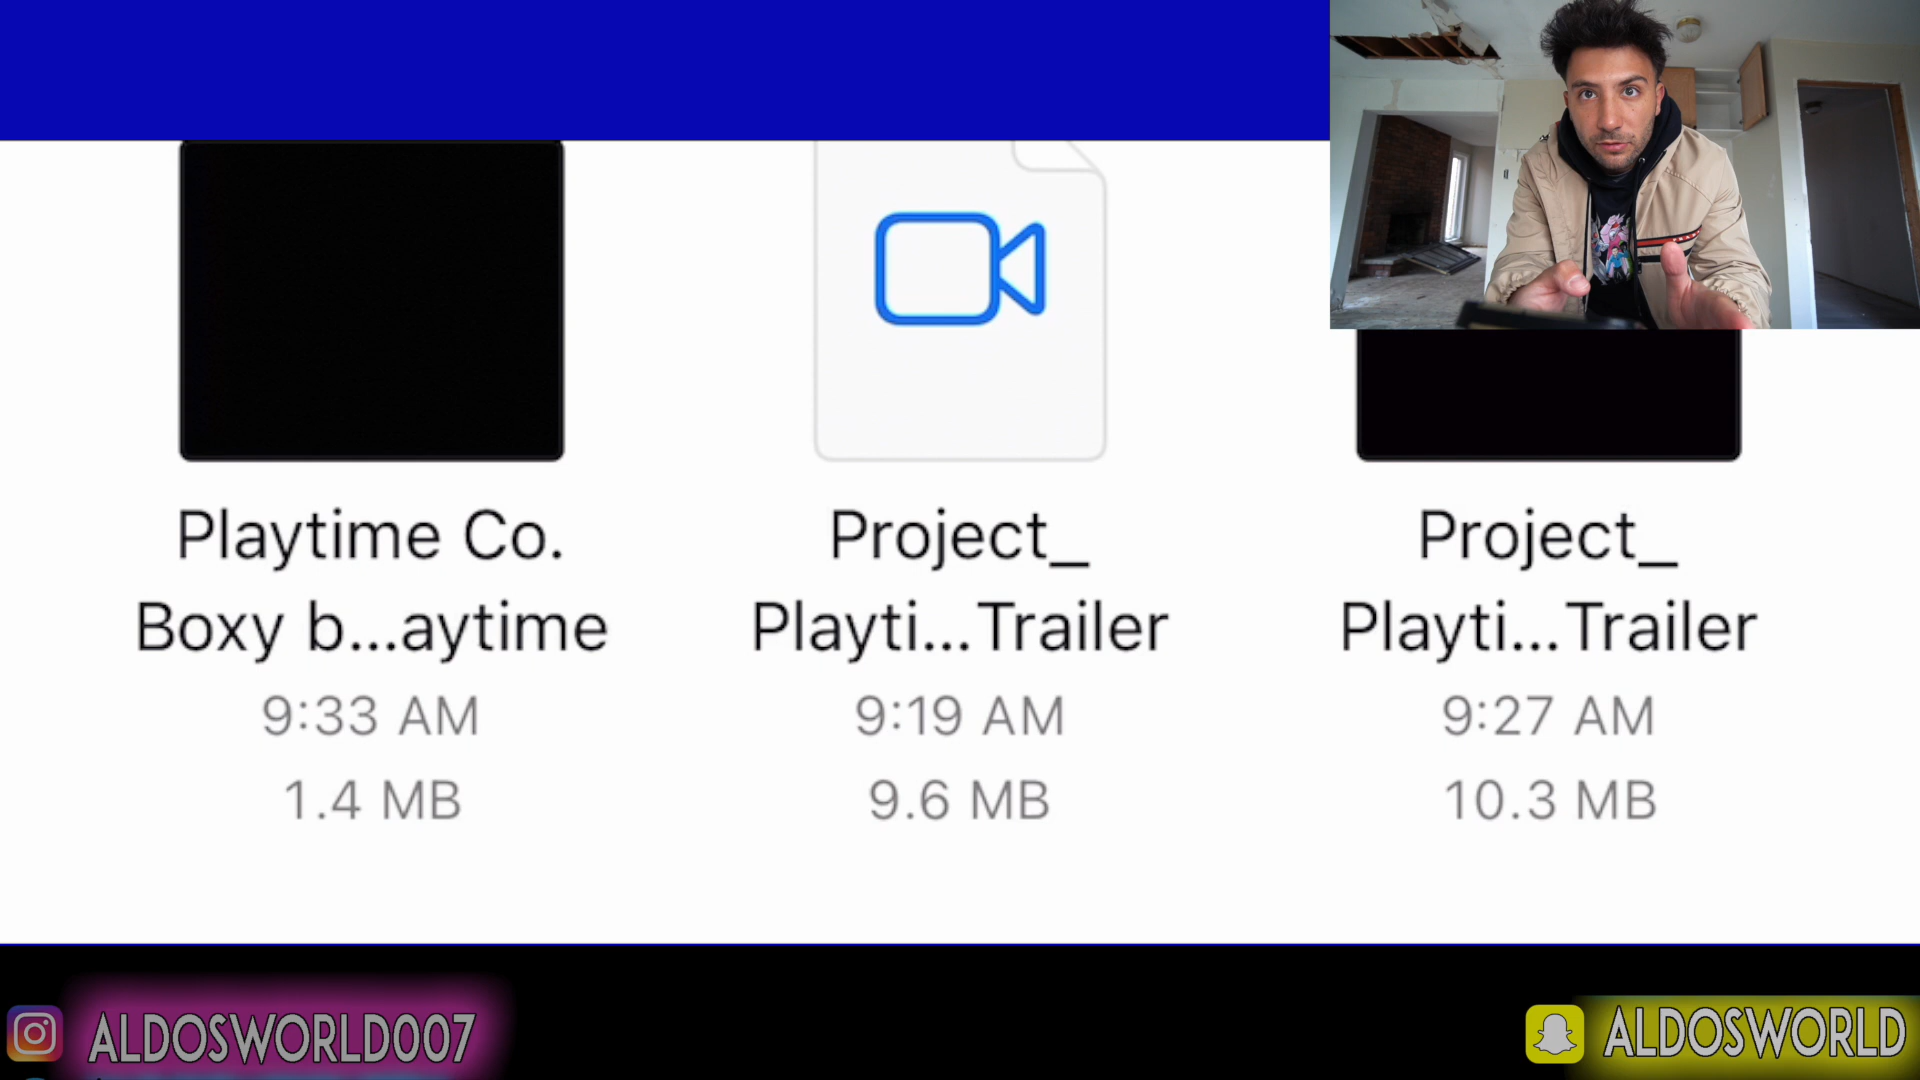 Playtime Co.
Boxy b...aytime
9:33 AM
1.4 MB
Project_
Playti...Trailer
9:19 AM
9.6 MB
Project_
Playti...Trailer
9:27 AM
10.3 MB
ALDOSWORLD007
ALDOSWORLD